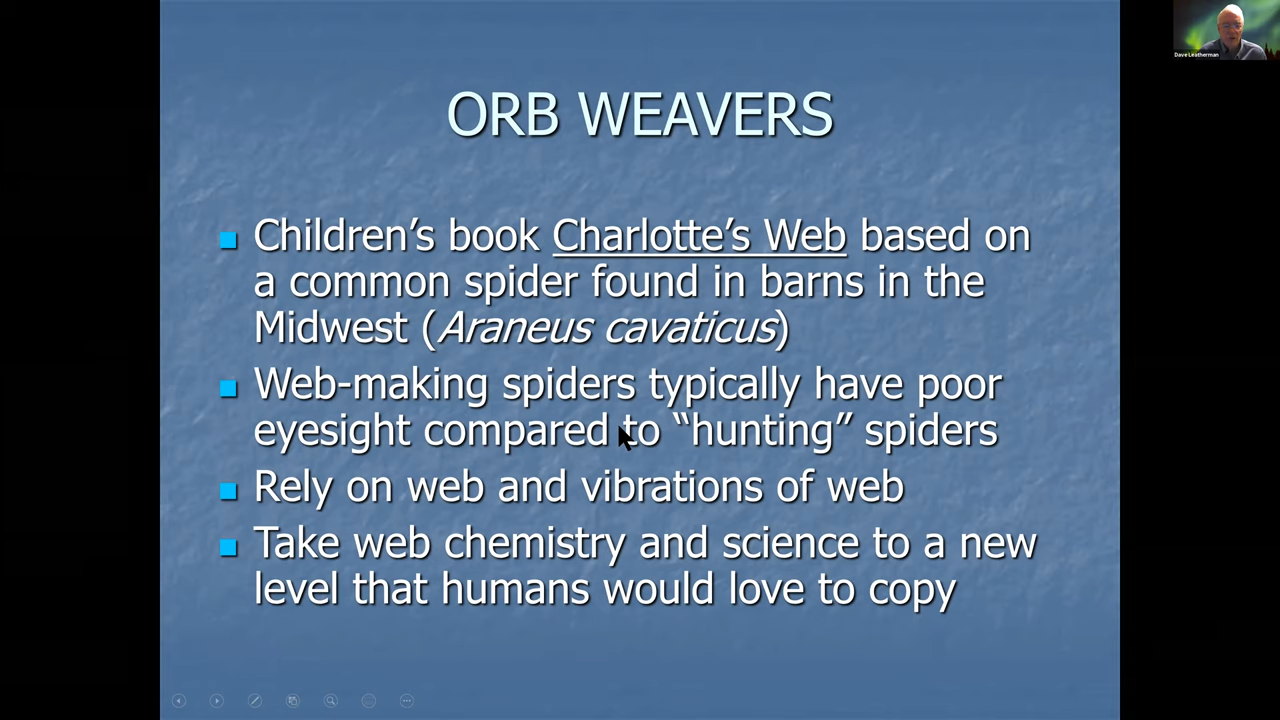 Dave Leatherman
ORB WEAVERS
Children’s book Charlotte’s Web based on
a common spider found in barns in the
Midwest (Araneus cavaticus)
Web-making spiders typically have poor
eyesight compared to “hunting” spiders
Rely on web and vibrations of web
Take web chemistry and science to a new
level that humans would love to copy